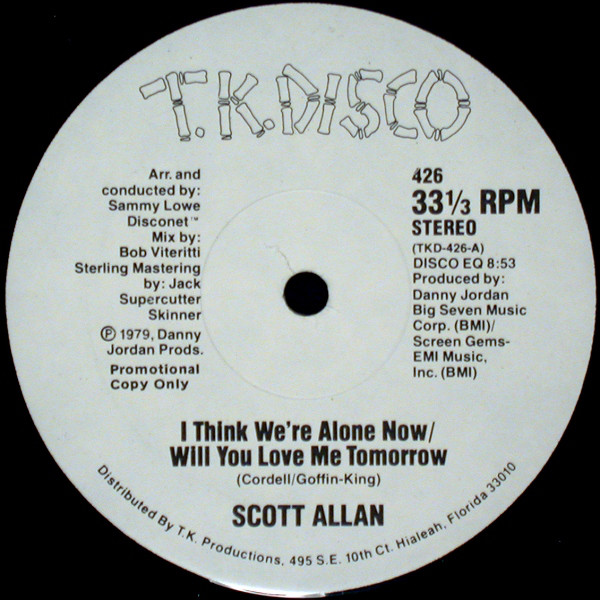 T.K. DISCO
Arr. and
conducted by:
Sammy Lowe
Disconet™
Mix by:
Bob Viteritti
Sterling Mastering
by: Jack
Supercutter
Skinner
℗ 1979, Danny
Jordan Prods.
Promotional
Copy Only
426
33 1/3 RPM
STEREO
(TKD-426-A)
DISCO EQ 8:53
Produced by:
Danny Jordan
Big Seven Music
Corp. (BMI)/
Screen Gems-
EMI Music,
Inc. (BMI)
I Think We're Alone Now/
Will You Love Me Tomorrow
(Cordell/Goffin-King)
SCOTT ALLAN
Distributed By T.K. Productions, 495 S.E. 10th Ct. Hialeah, Florida 33010